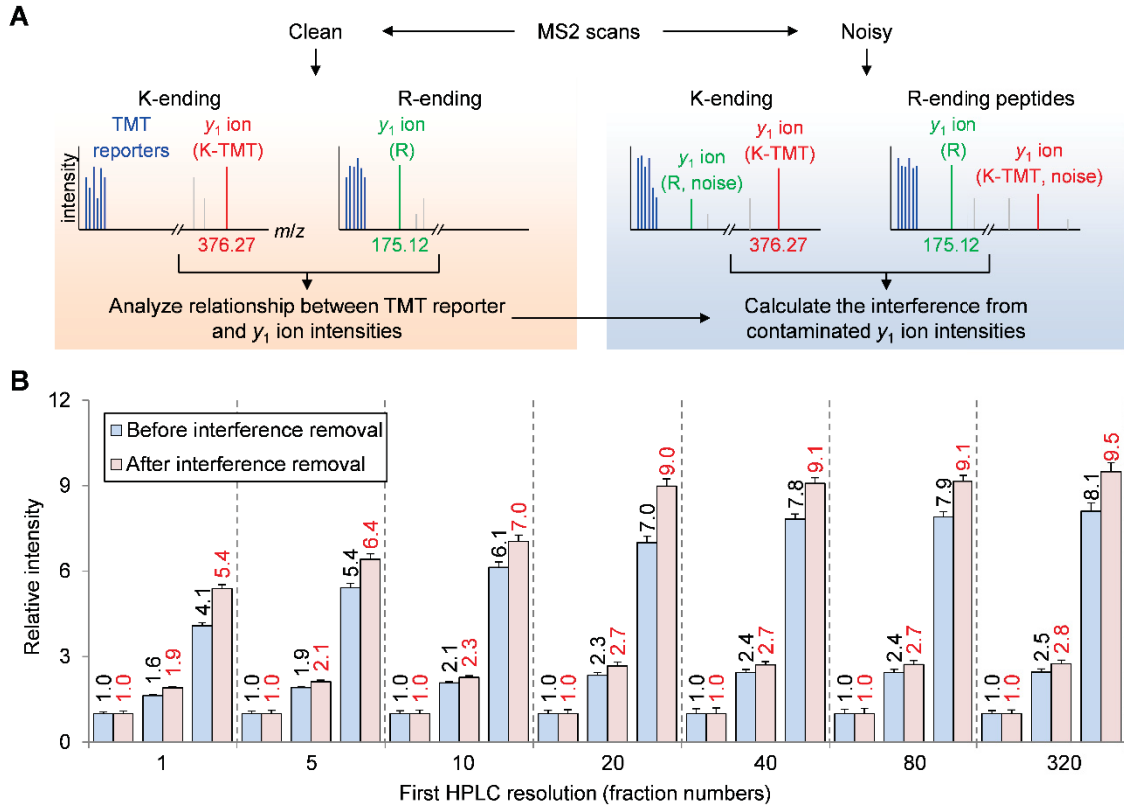 A
Clean
MS2 scans
Noisy
K-ending
R-ending
K-ending
R-ending peptides
TMT
reporters
y1 ion
(K-TMT)
y1 ion
(R)
y1 ion
(R, noise)
y1 ion
(K-TMT)
y1 ion
(R)
y1 ion
(K-TMT, noise)
intensity
m/z
376.27
175.12
376.27
175.12
Analyze relationship between TMT reporter
and y1 ion intensities
Calculate the interference from
contaminated y1 ion intensities
B
Relative intensity
12
9
6
3
0
Before interference removal
After interference removal
1.0
1.0
1.6
1.9
4.1
5.4
1.0
1.0
1.9
2.1
5.4
6.4
1.0
1.0
2.1
2.3
6.1
7.0
1.0
1.0
2.3
2.7
7.0
9.0
1.0
1.0
2.4
2.7
7.8
9.1
1.0
1.0
2.4
2.7
7.9
9.1
1.0
1.0
2.5
2.8
8.1
9.5
1
5
10
20
40
80
320
First HPLC resolution (fraction numbers)